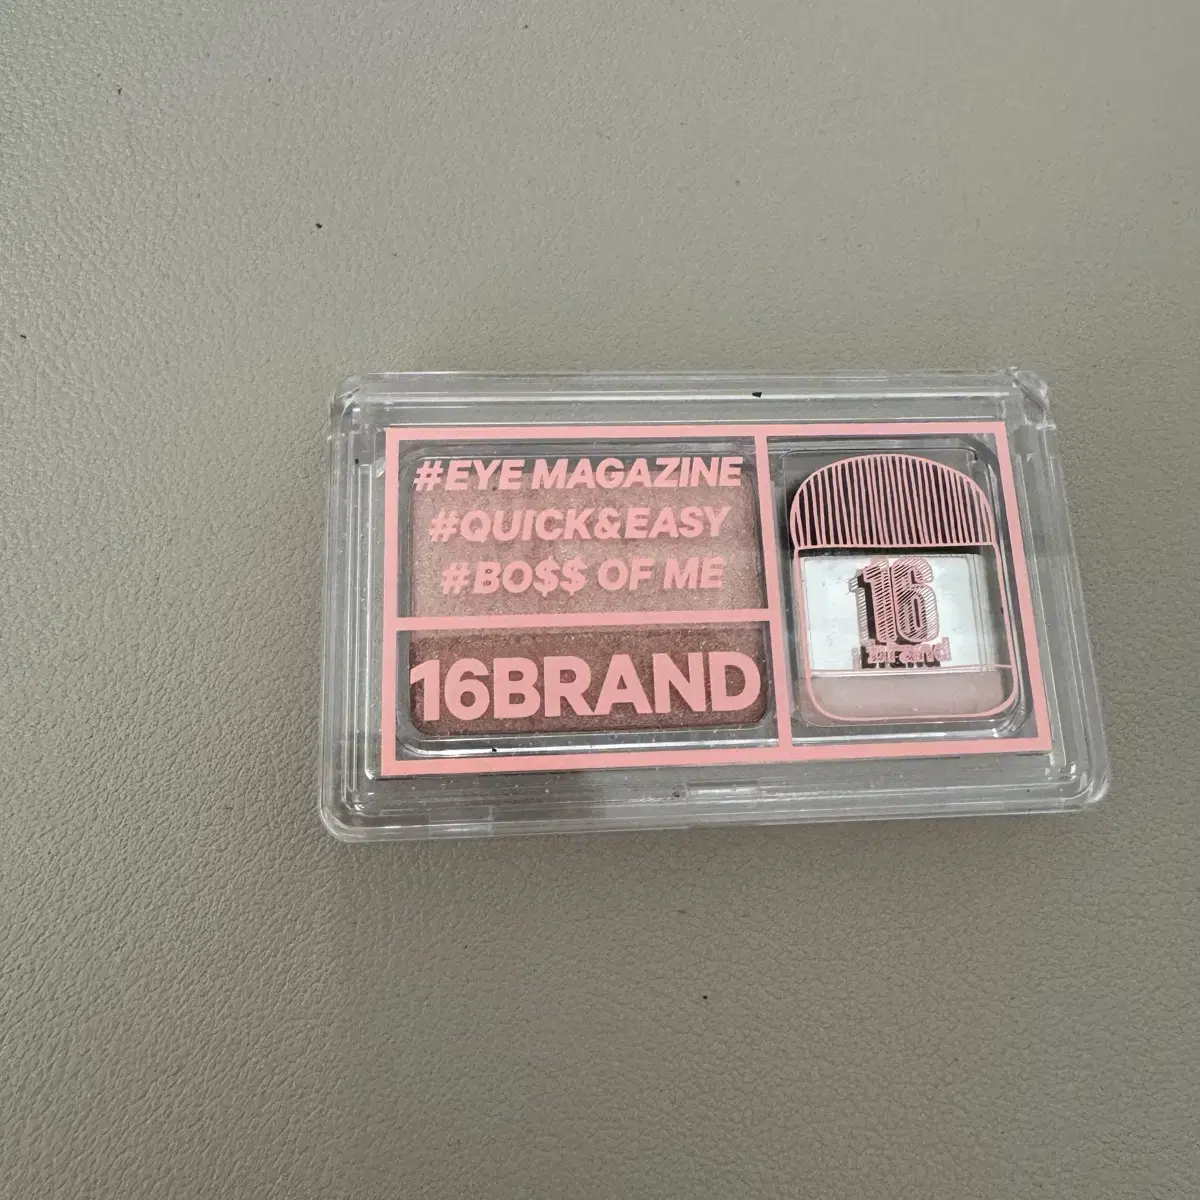 #EYE MAGAZINE
#QUICK&EASY
#BO$$ OF ME
16BRAND
16
brand